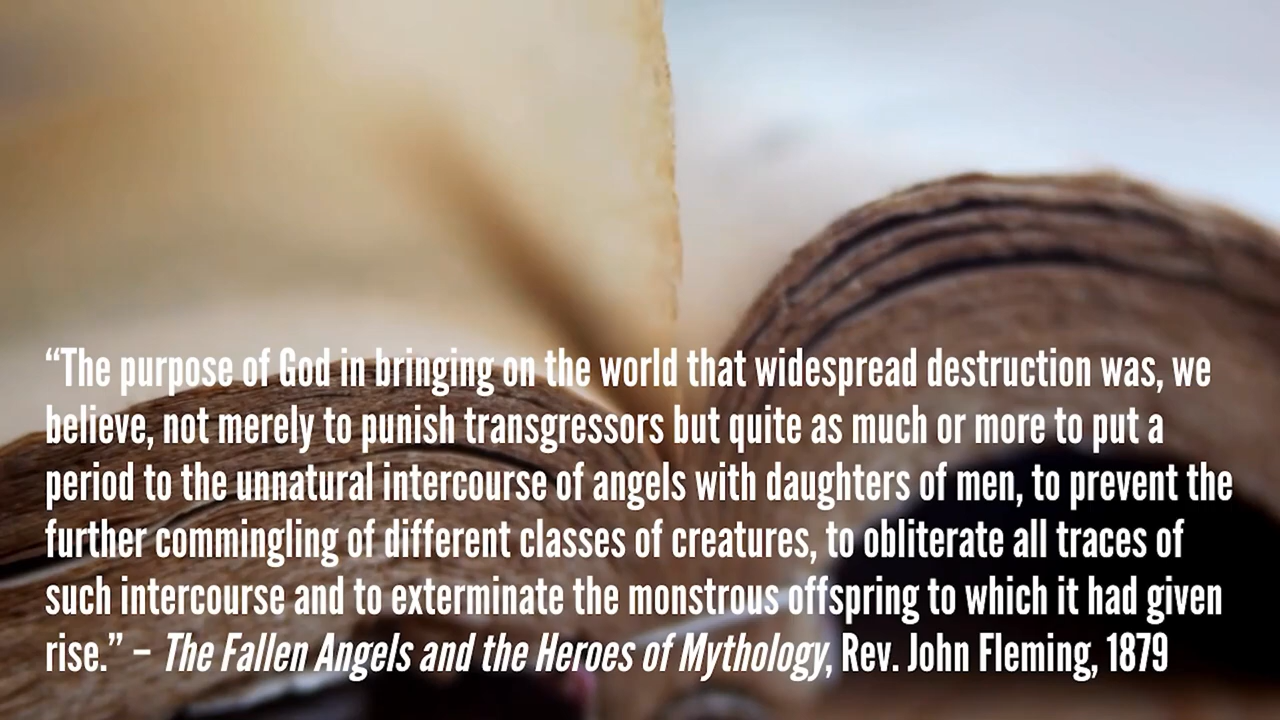 “The purpose of God in bringing on the world that widespread destruction was, we
believe, not merely to punish transgressors but quite as much or more to put a
period to the unnatural intercourse of angels with daughters of men, to prevent the
further commingling of different classes of creatures, to obliterate all traces of
such intercourse and to exterminate the monstrous offspring to which it had given
rise.” – The Fallen Angels and the Heroes of Mythology, Rev. John Fleming, 1879